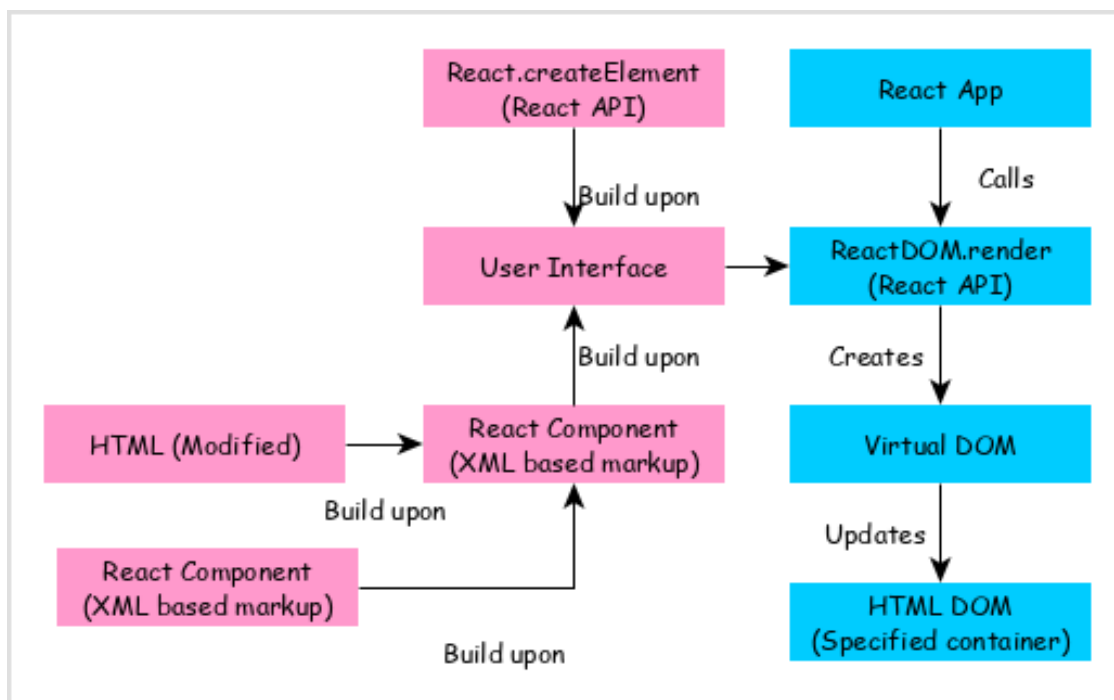 React.createElement
(React API)
React App
Build upon
Calls
User Interface
ReactDOM.render
(React API)
Build upon
Creates
HTML (Modified)
React Component
(XML based markup)
Virtual DOM
Build upon
Updates
React Component
(XML based markup)
HTML DOM
(Specified container)
Build upon